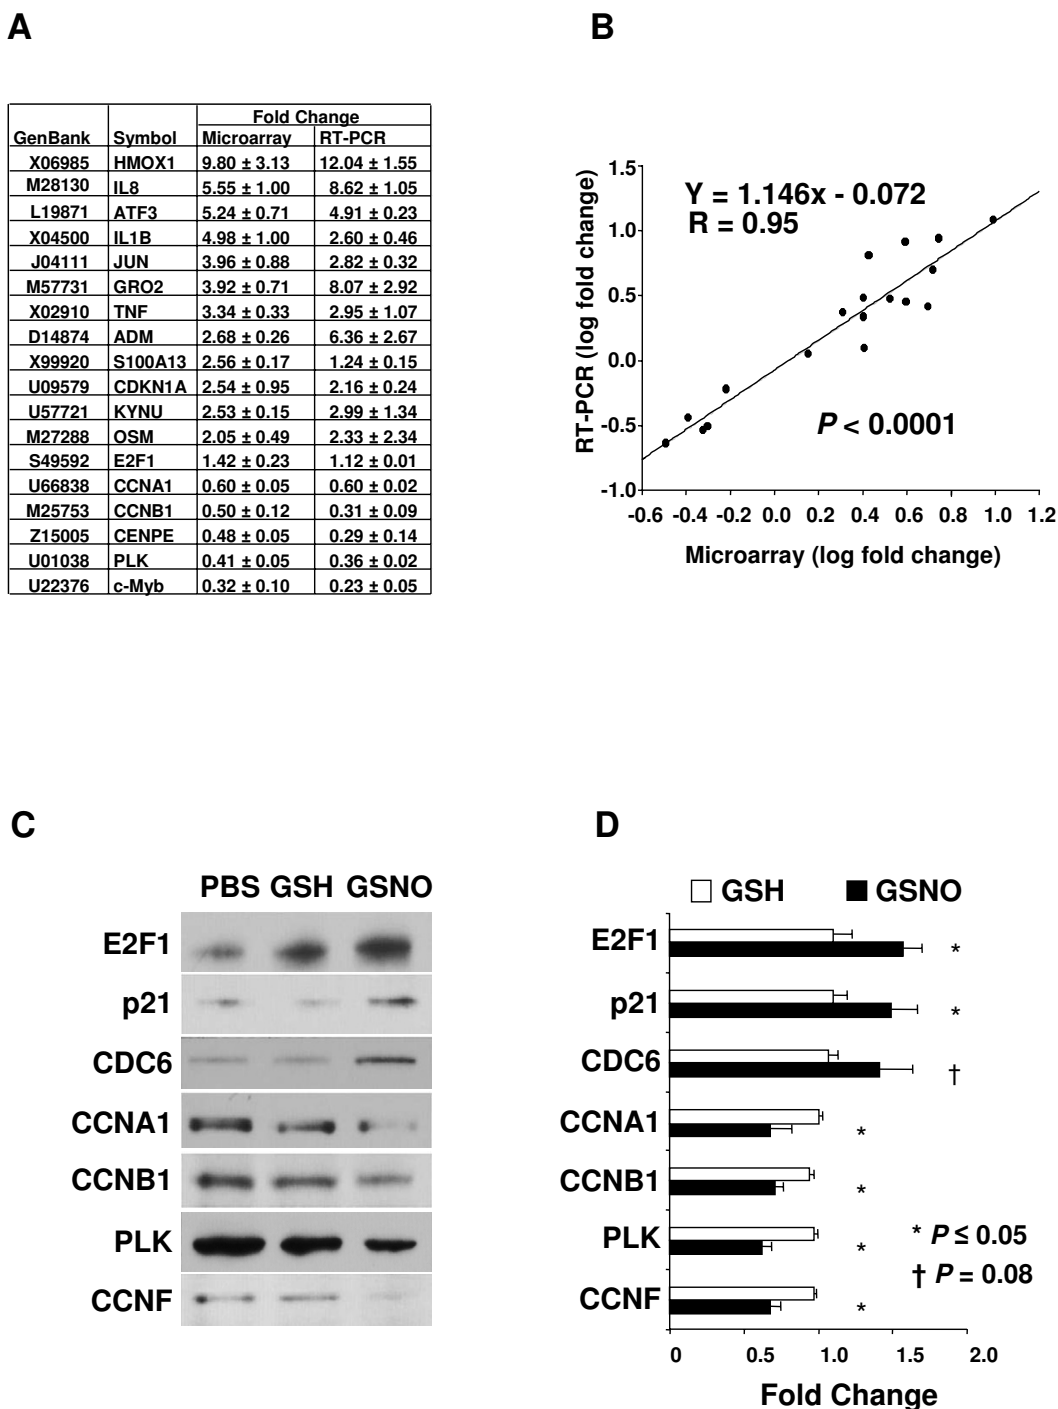 A
Fold Change
GenBank Symbol Microarray RT-PCR
X06985 HMOX1 9.80 ± 3.13 12.04 ± 1.55
M28130 IL8 5.55 ± 1.00 8.62 ± 1.05
L19871 ATF3 5.24 ± 0.71 4.91 ± 0.23
X04500 IL1B 4.98 ± 1.00 2.60 ± 0.46
J04111 JUN 3.96 ± 0.88 2.82 ± 0.32
M57731 GRO2 3.92 ± 0.71 8.07 ± 2.92
X02910 TNF 3.34 ± 0.33 2.95 ± 1.07
D14874 ADM 2.68 ± 0.26 6.36 ± 2.67
X99920 S100A13 2.56 ± 0.17 1.24 ± 0.15
U09579 CDKN1A 2.54 ± 0.95 2.16 ± 0.24
U57721 KYNU 2.53 ± 0.15 2.99 ± 1.34
M27288 OSM 2.05 ± 0.49 2.33 ± 2.34
S49592 E2F1 1.42 ± 0.23 1.12 ± 0.01
U66838 CCNA1 0.60 ± 0.05 0.60 ± 0.02
M25753 CCNB1 0.50 ± 0.12 0.31 ± 0.09
Z15005 CENPE 0.48 ± 0.05 0.29 ± 0.14
U01038 PLK 0.41 ± 0.05 0.36 ± 0.02
U22376 c-Myb 0.32 ± 0.10 0.23 ± 0.05
B
RT-PCR (log fold change)
1.5
1.0
0.5
0.0
-0.5
-1.0
Y = 1.146x - 0.072
R = 0.95
P < 0.0001
-0.6 -0.4 -0.2 0.0 0.2 0.4 0.6 0.8 1.0 1.2
Microarray (log fold change)
C
PBS GSH GSNO
E2F1
p21
CDC6
CCNA1
CCNB1
PLK
CCNF
D
GSH GSNO
E2F1 *
p21 *
CDC6 †
CCNA1 *
CCNB1 *
PLK *
CCNF *
* P ≤ 0.05
† P = 0.08
0 0.5 1.0 1.5 2.0
Fold Change